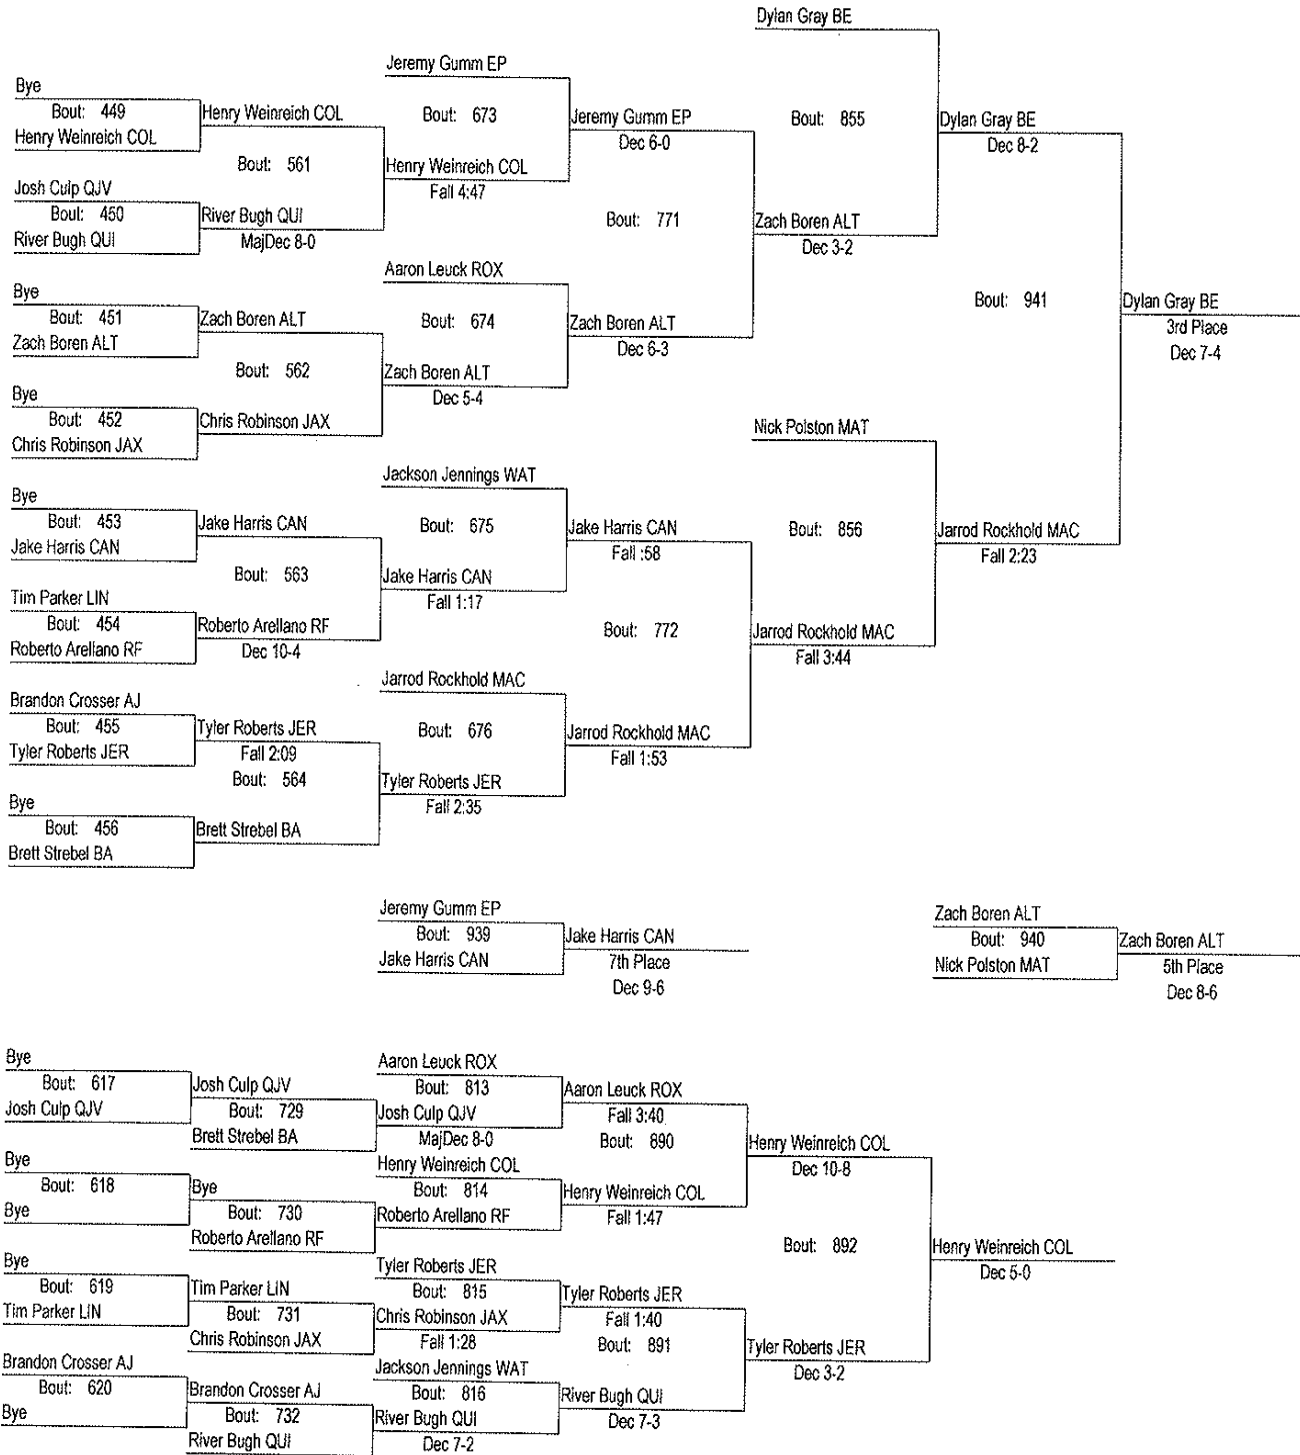 Dylan Gray BE
Jeremy Gumm EP
Bye
Bout: 449
Henry Weinreich COL
Bout: 673
Jeremy Gumm EP
Bout: 855
Dylan Gray BE
Henry Weinreich COL
Dec 6-0
Dec 8-2
Bout: 561
Henry Weinreich COL
Fall 4:47
Josh Culp QJV
Bout: 450
River Bugh QUI
Bout: 771
Zach Boren ALT
River Bugh QUI
MajDec 8-0
Dec 3-2
Aaron Leuck ROX
Bye
Bout: 451
Zach Boren ALT
Bout: 674
Zach Boren ALT
Bout: 941
Dylan Gray BE
Zach Boren ALT
Dec 6-3
3rd Place
Bout: 562
Zach Boren ALT
Dec 7-4
Dec 5-4
Bye
Bout: 452
Chris Robinson JAX
Nick Polston MAT
Chris Robinson JAX
Jackson Jennings WAT
Bye
Bout: 453
Jake Harris CAN
Bout: 675
Jake Harris CAN
Bout: 856
Jarrod Rockhold MAC
Jake Harris CAN
Fall :58
Fall 2:23
Bout: 563
Jake Harris CAN
Fall 1:17
Tim Parker LIN
Bout: 454
Roberto Arellano RF
Bout: 772
Jarrod Rockhold MAC
Roberto Arellano RF
Dec 10-4
Fall 3:44
Jarrod Rockhold MAC
Brandon Crosser AJ
Bout: 455
Tyler Roberts JER
Bout: 676
Jarrod Rockhold MAC
Tyler Roberts JER
Fall 2:09
Fall 1:53
Bout: 564
Tyler Roberts JER
Fall 2:35
Bye
Bout: 456
Brett Strebel BA
Brett Strebel BA
Jeremy Gumm EP
Bout: 939
Jake Harris CAN
Jake Harris CAN
7th Place
Dec 9-6
Zach Boren ALT
Bout: 940
Zach Boren ALT
Nick Polston MAT
5th Place
Dec 8-6
Bye
Bout: 617
Josh Culp QJV
Josh Culp QJV
Bout: 729
Brett Strebel BA
Aaron Leuck ROX
Bout: 813
Josh Culp QJV
MajDec 8-0
Aaron Leuck ROX
Fall 3:40
Bout: 890
Henry Weinreich COL
Dec 10-8
Bye
Bout: 618
Bye
Bye
Bout: 730
Roberto Arellano RF
Henry Weinreich COL
Bout: 814
Roberto Arellano RF
Henry Weinreich COL
Fall 1:47
Bout: 892
Henry Weinreich COL
Dec 5-0
Bye
Bout: 619
Tim Parker LIN
Tim Parker LIN
Bout: 731
Chris Robinson JAX
Tyler Roberts JER
Bout: 815
Chris Robinson JAX
Fall 1:28
Tyler Roberts JER
Fall 1:40
Bout: 891
Tyler Roberts JER
Dec 3-2
Brandon Crosser AJ
Bout: 620
Bye
Brandon Crosser AJ
Bout: 732
River Bugh QUI
Jackson Jennings WAT
Bout: 816
River Bugh QUI
Dec 7-2
River Bugh QUI
Dec 7-3